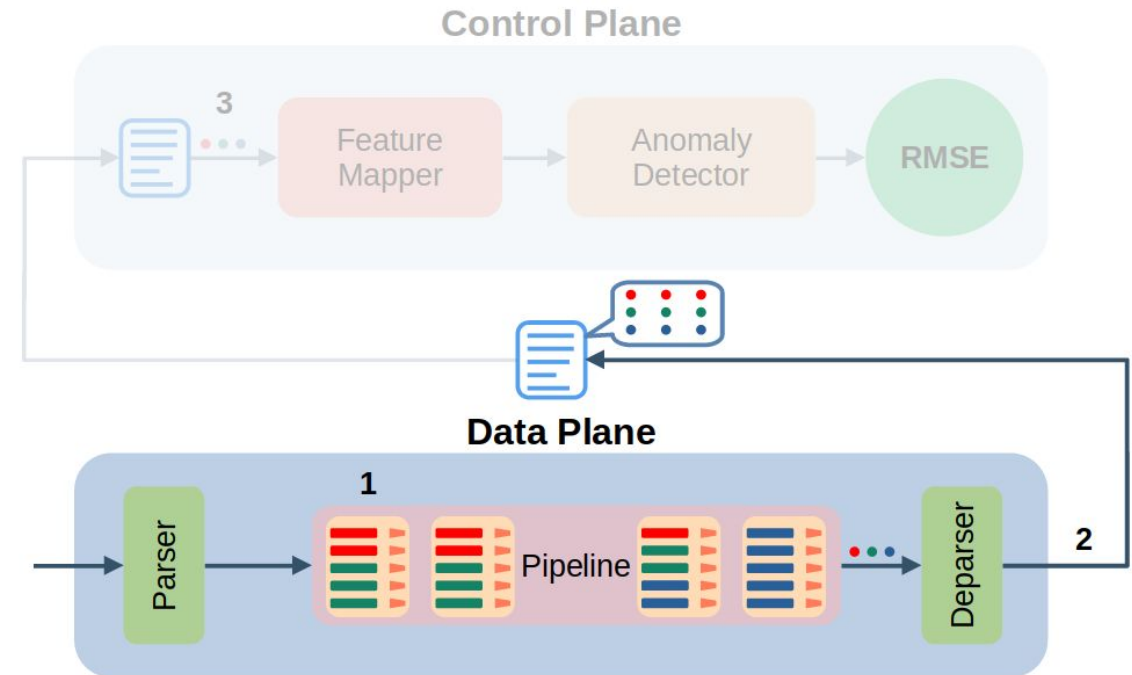 Control Plane
3
Feature
Mapper
Anomaly
Detector
RMSE
Data Plane
1
Parser
Pipeline
Deparser
2